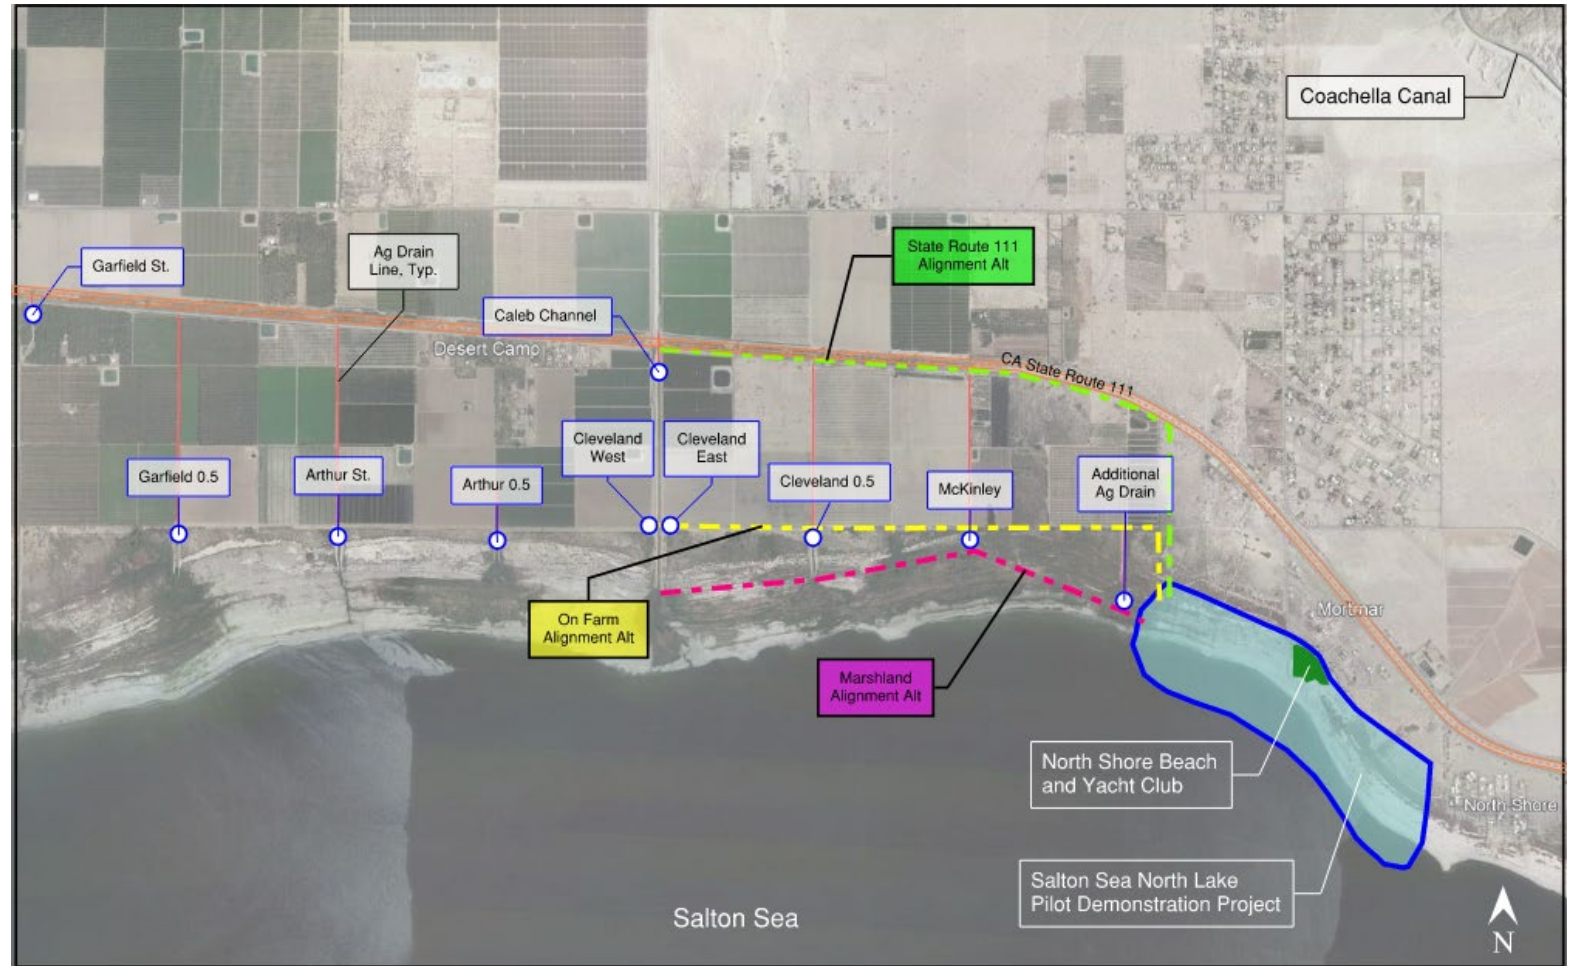 Coachella Canal
State Route 111
Alignment Alt
Ag Drain
Line, Typ.
Garfield St.
Caleb Channel
Desert Camp
CA State Route 111
Cleveland
West
Cleveland
East
Garfield 0.5
Arthur St.
Arthur 0.5
Cleveland 0.5
McKinley
Additional
Ag Drain
On Farm
Alignment Alt
Mortmar
Marshland
Alignment Alt
North Shore Beach
and Yacht Club
North Shore
Salton Sea North Lake
Pilot Demonstration Project
Salton Sea
N